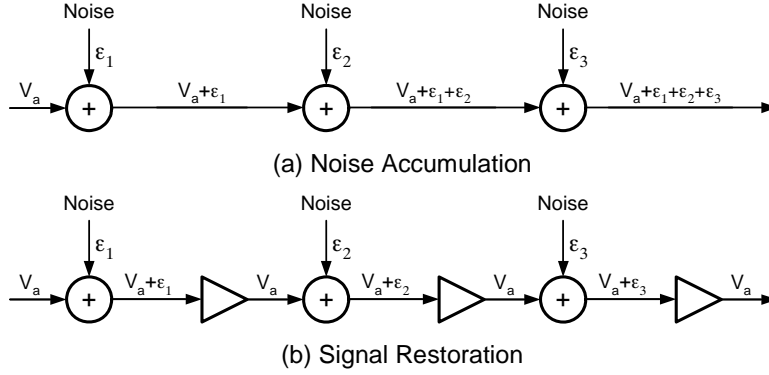 Noise Noise Noise
ε1 ε2 ε3
Va + Va+ε1 + Va+ε1+ε2 + Va+ε1+ε2+ε3
(a) Noise Accumulation
Noise Noise Noise
ε1 ε2 ε3
Va + Va+ε1 Va + Va+ε2 Va + Va+ε3 Va
(b) Signal Restoration